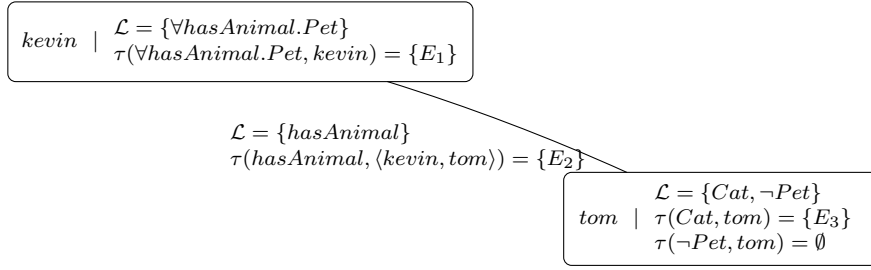 kevin | ℒ = {∀hasAnimal.Pet}
τ(∀hasAnimal.Pet, kevin) = {E₁}
ℒ = {hasAnimal}
τ(hasAnimal, ⟨kevin, tom⟩) = {E₂}
ℒ = {Cat, ¬Pet}
tom | τ(Cat, tom) = {E₃}
τ(¬Pet, tom) = ∅